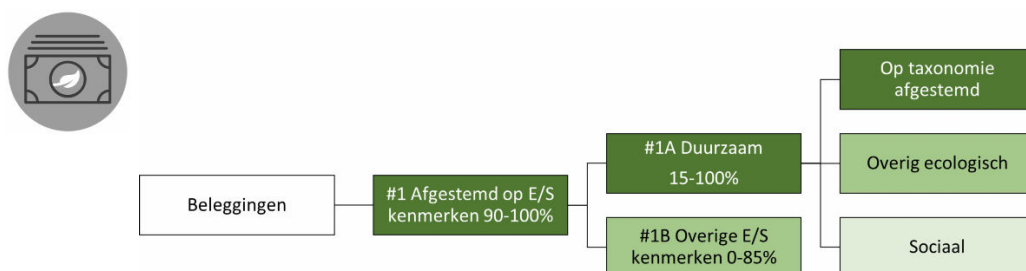 Beleggingen
#1 Afgestemd op E/S
kenmerken 90-100%
#1A Duurzaam
15-100%
#1B Overige E/S
kenmerken 0-85%
Op taxonomie
afgestemd
Overig ecologisch
Sociaal